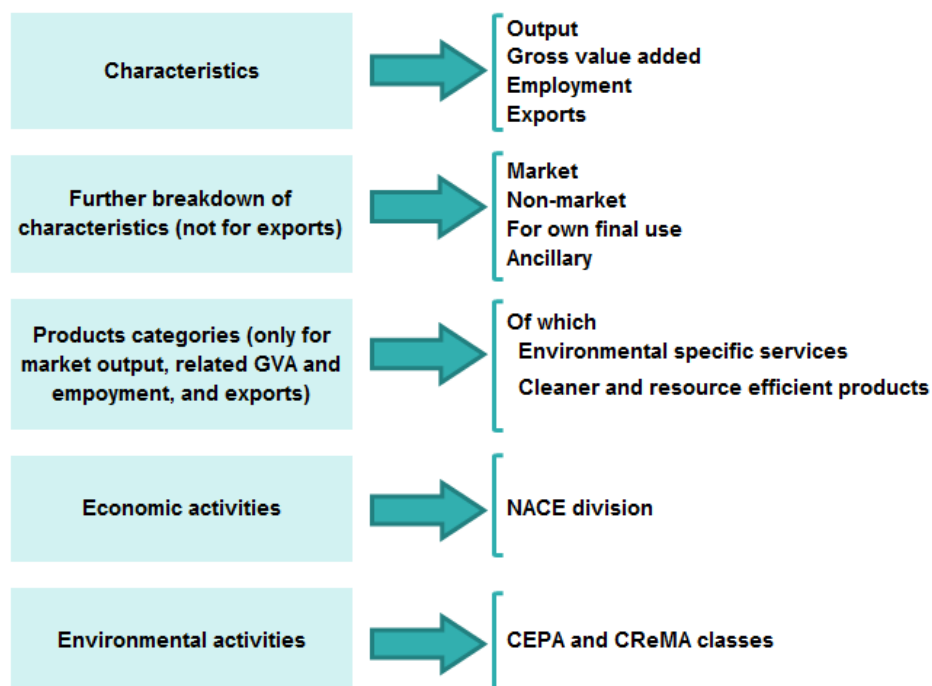 Characteristics
Output
Gross value added
Employment
Exports
Further breakdown of
characteristics (not for exports)
Market
Non-market
For own final use
Ancillary
Products categories (only for
market output, related GVA and
empoyment, and exports)
Of which
Environmental specific services
Cleaner and resource efficient products
Economic activities
NACE division
Environmental activities
CEPA and CReMA classes